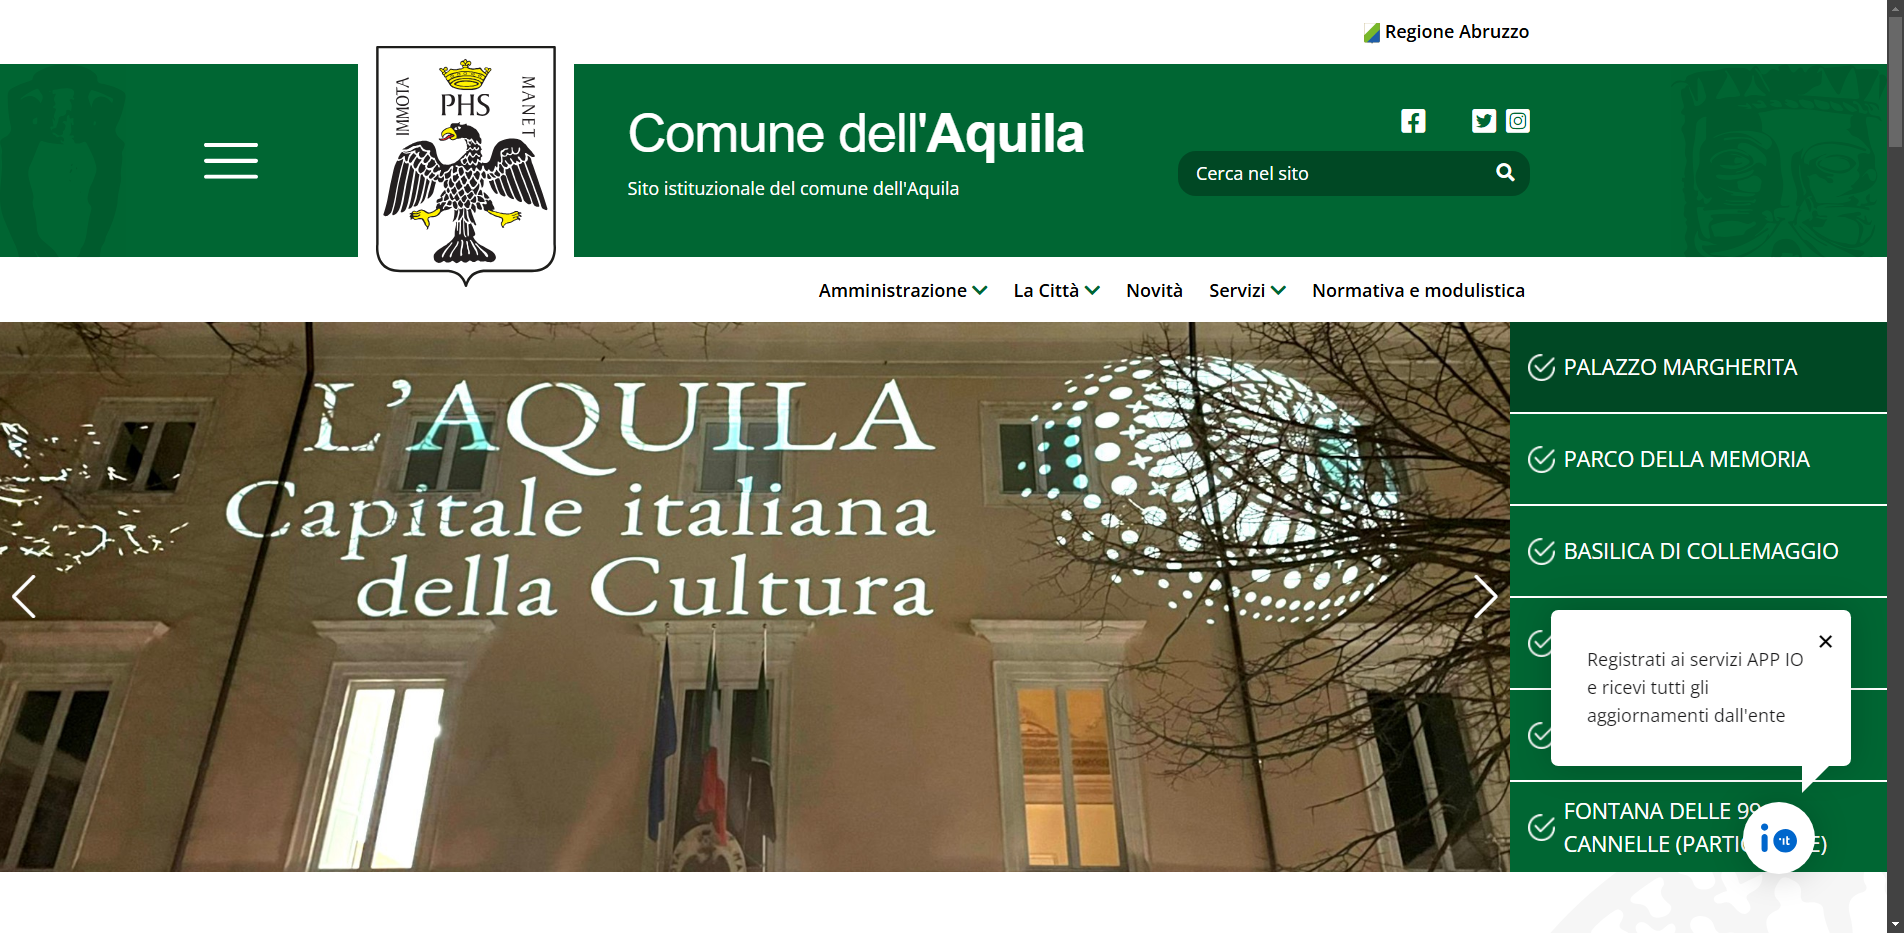 Regione Abruzzo
IMMOTA
PHS
MANET
Comune dell'Aquila
Sito istituzionale del comune dell'Aquila
Cerca nel sito
Amministrazione
La Città
Novità
Servizi
Normativa e modulistica
L'AQUILA
Capitale italiana
della Cultura
PALAZZO MARGHERITA
PARCO DELLA MEMORIA
BASILICA DI COLLEMAGGIO
Registrati ai servizi APP IO
e ricevi tutti gli
aggiornamenti dall'ente
FONTANA DELLE 99
CANNELLE
io
.it